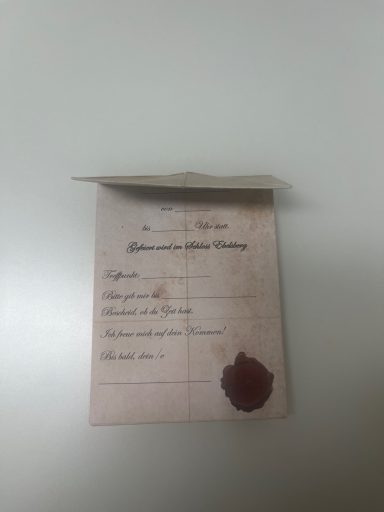 von
bis Uhr statt.
Gefeiert wird im Schloss Ebelsberg
Treffpunkt:
Bitte gib mir bis
Bescheid, ob du Zeit hast.
Ich freue mich auf dein Kommen!
Bis bald, dein/e